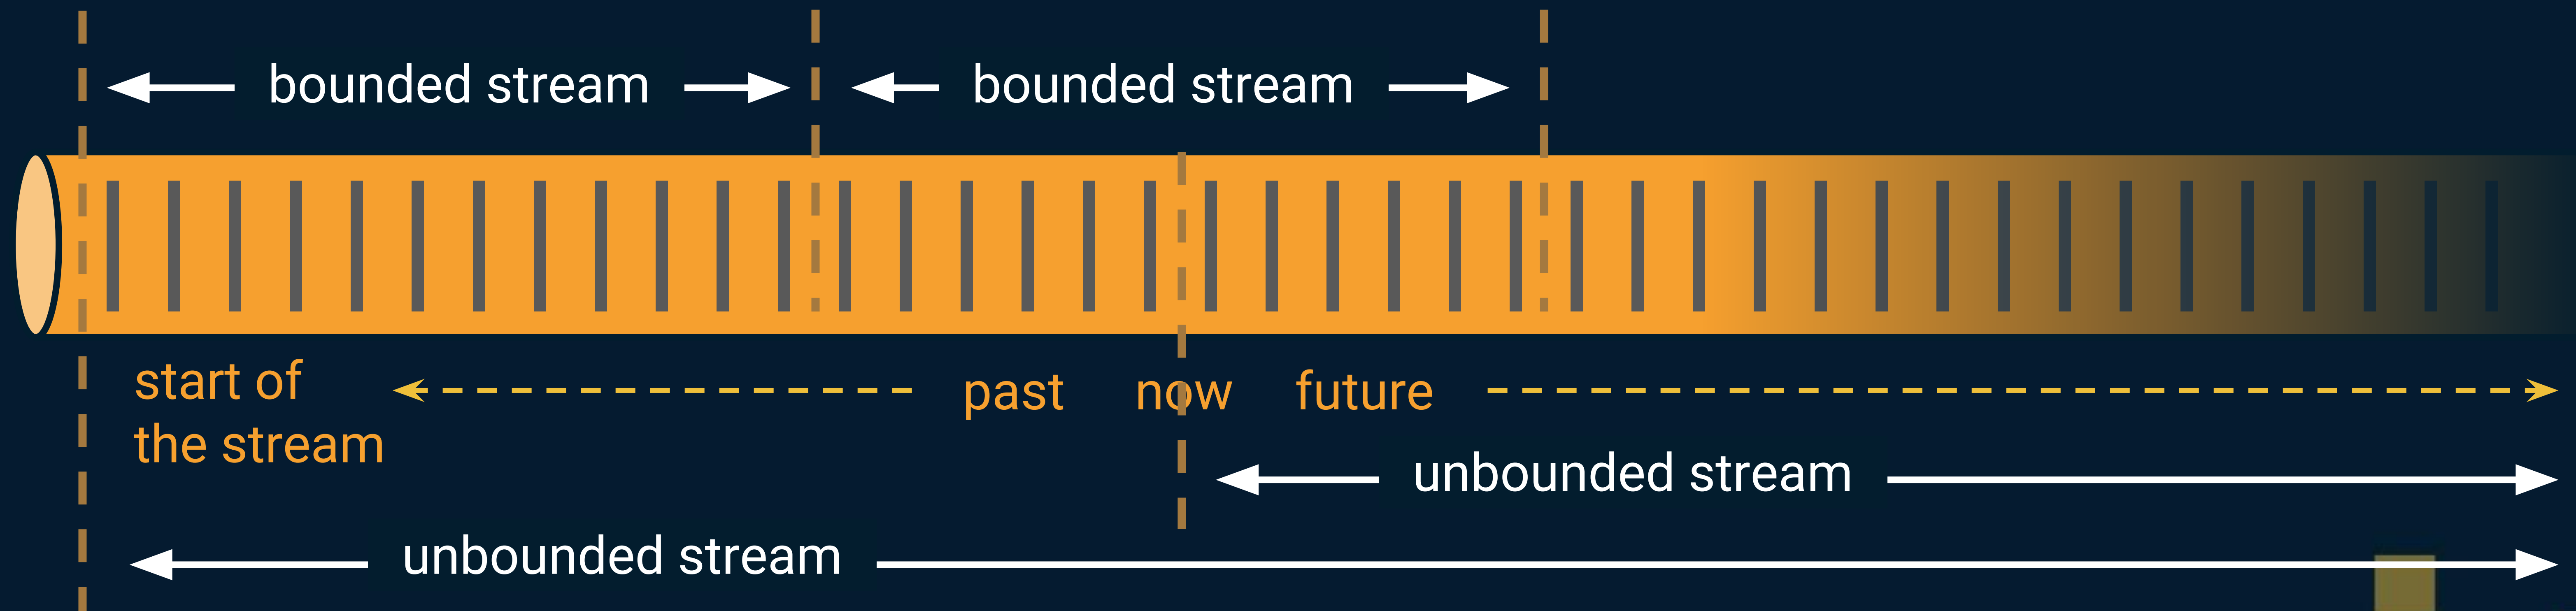 bounded stream
bounded stream
start of
the stream
past
now
future
unbounded stream
unbounded stream